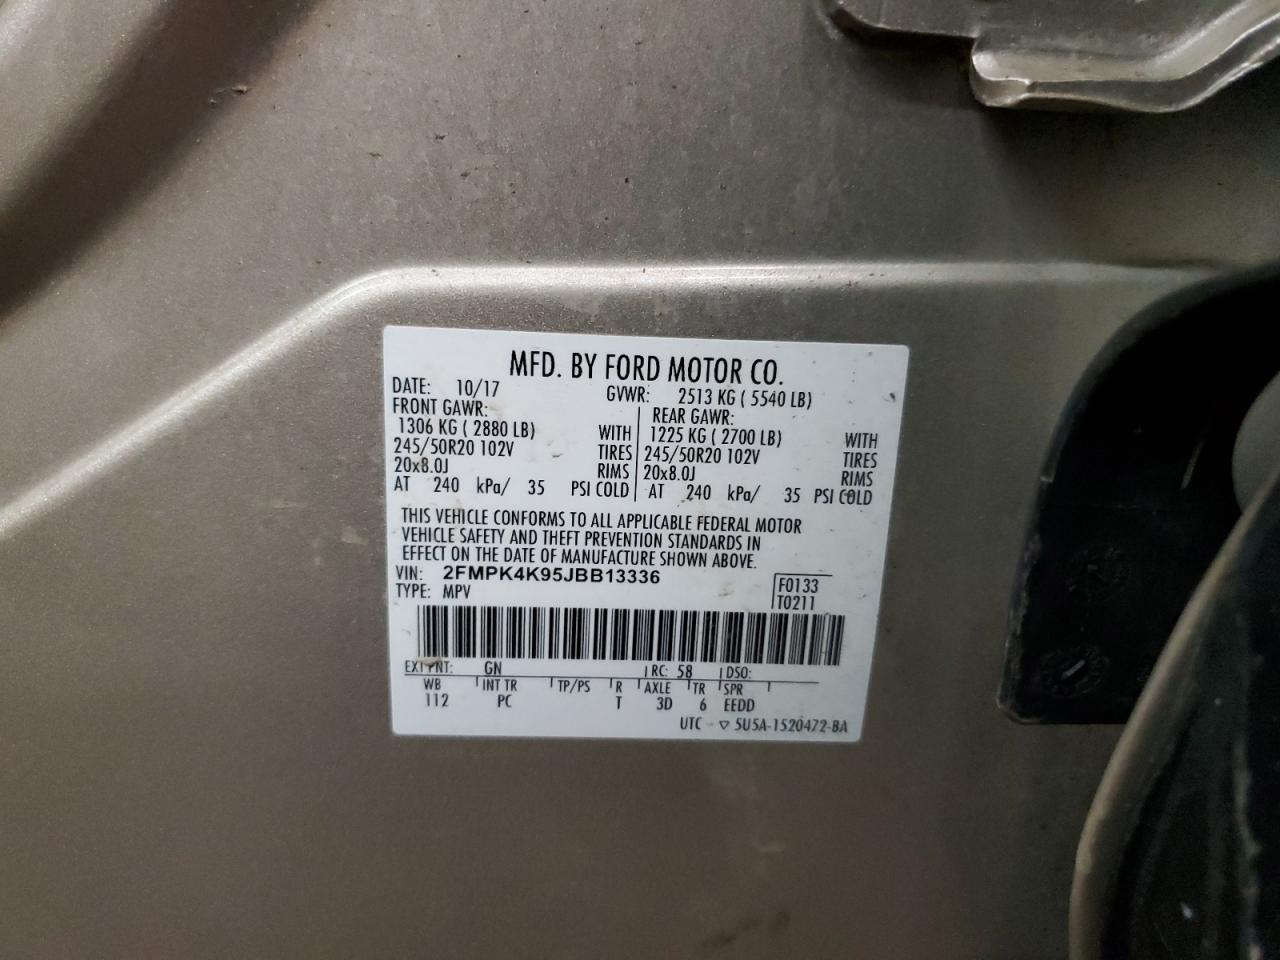 MFD. BY FORD MOTOR CO.
DATE: 10/17 GVWR: 2513 KG ( 5540 LB)
FRONT GAWR: REAR GAWR:
1306 KG ( 2880 LB) WITH 1225 KG ( 2700 LB) WITH
245/50R20 102V TIRES 245/50R20 102V TIRES
20x8.0J RIMS 20x8.0J RIMS
AT 240 kPa/ 35 PSI COLD AT 240 kPa/ 35 PSI COLD
THIS VEHICLE CONFORMS TO ALL APPLICABLE FEDERAL MOTOR
VEHICLE SAFETY AND THEFT PREVENTION STANDARDS IN
EFFECT ON THE DATE OF MANUFACTURE SHOWN ABOVE.
VIN: 2FMPK4K95JBB13336 F0133
TYPE: MPV T0211
EXT PNT: GN RC: 58 DSO:
WB INT TR TP/PS R AXLE TR SPR
112 PC T 3D 6 EEDD
UTC ▽ 5U5A-1520472-BA